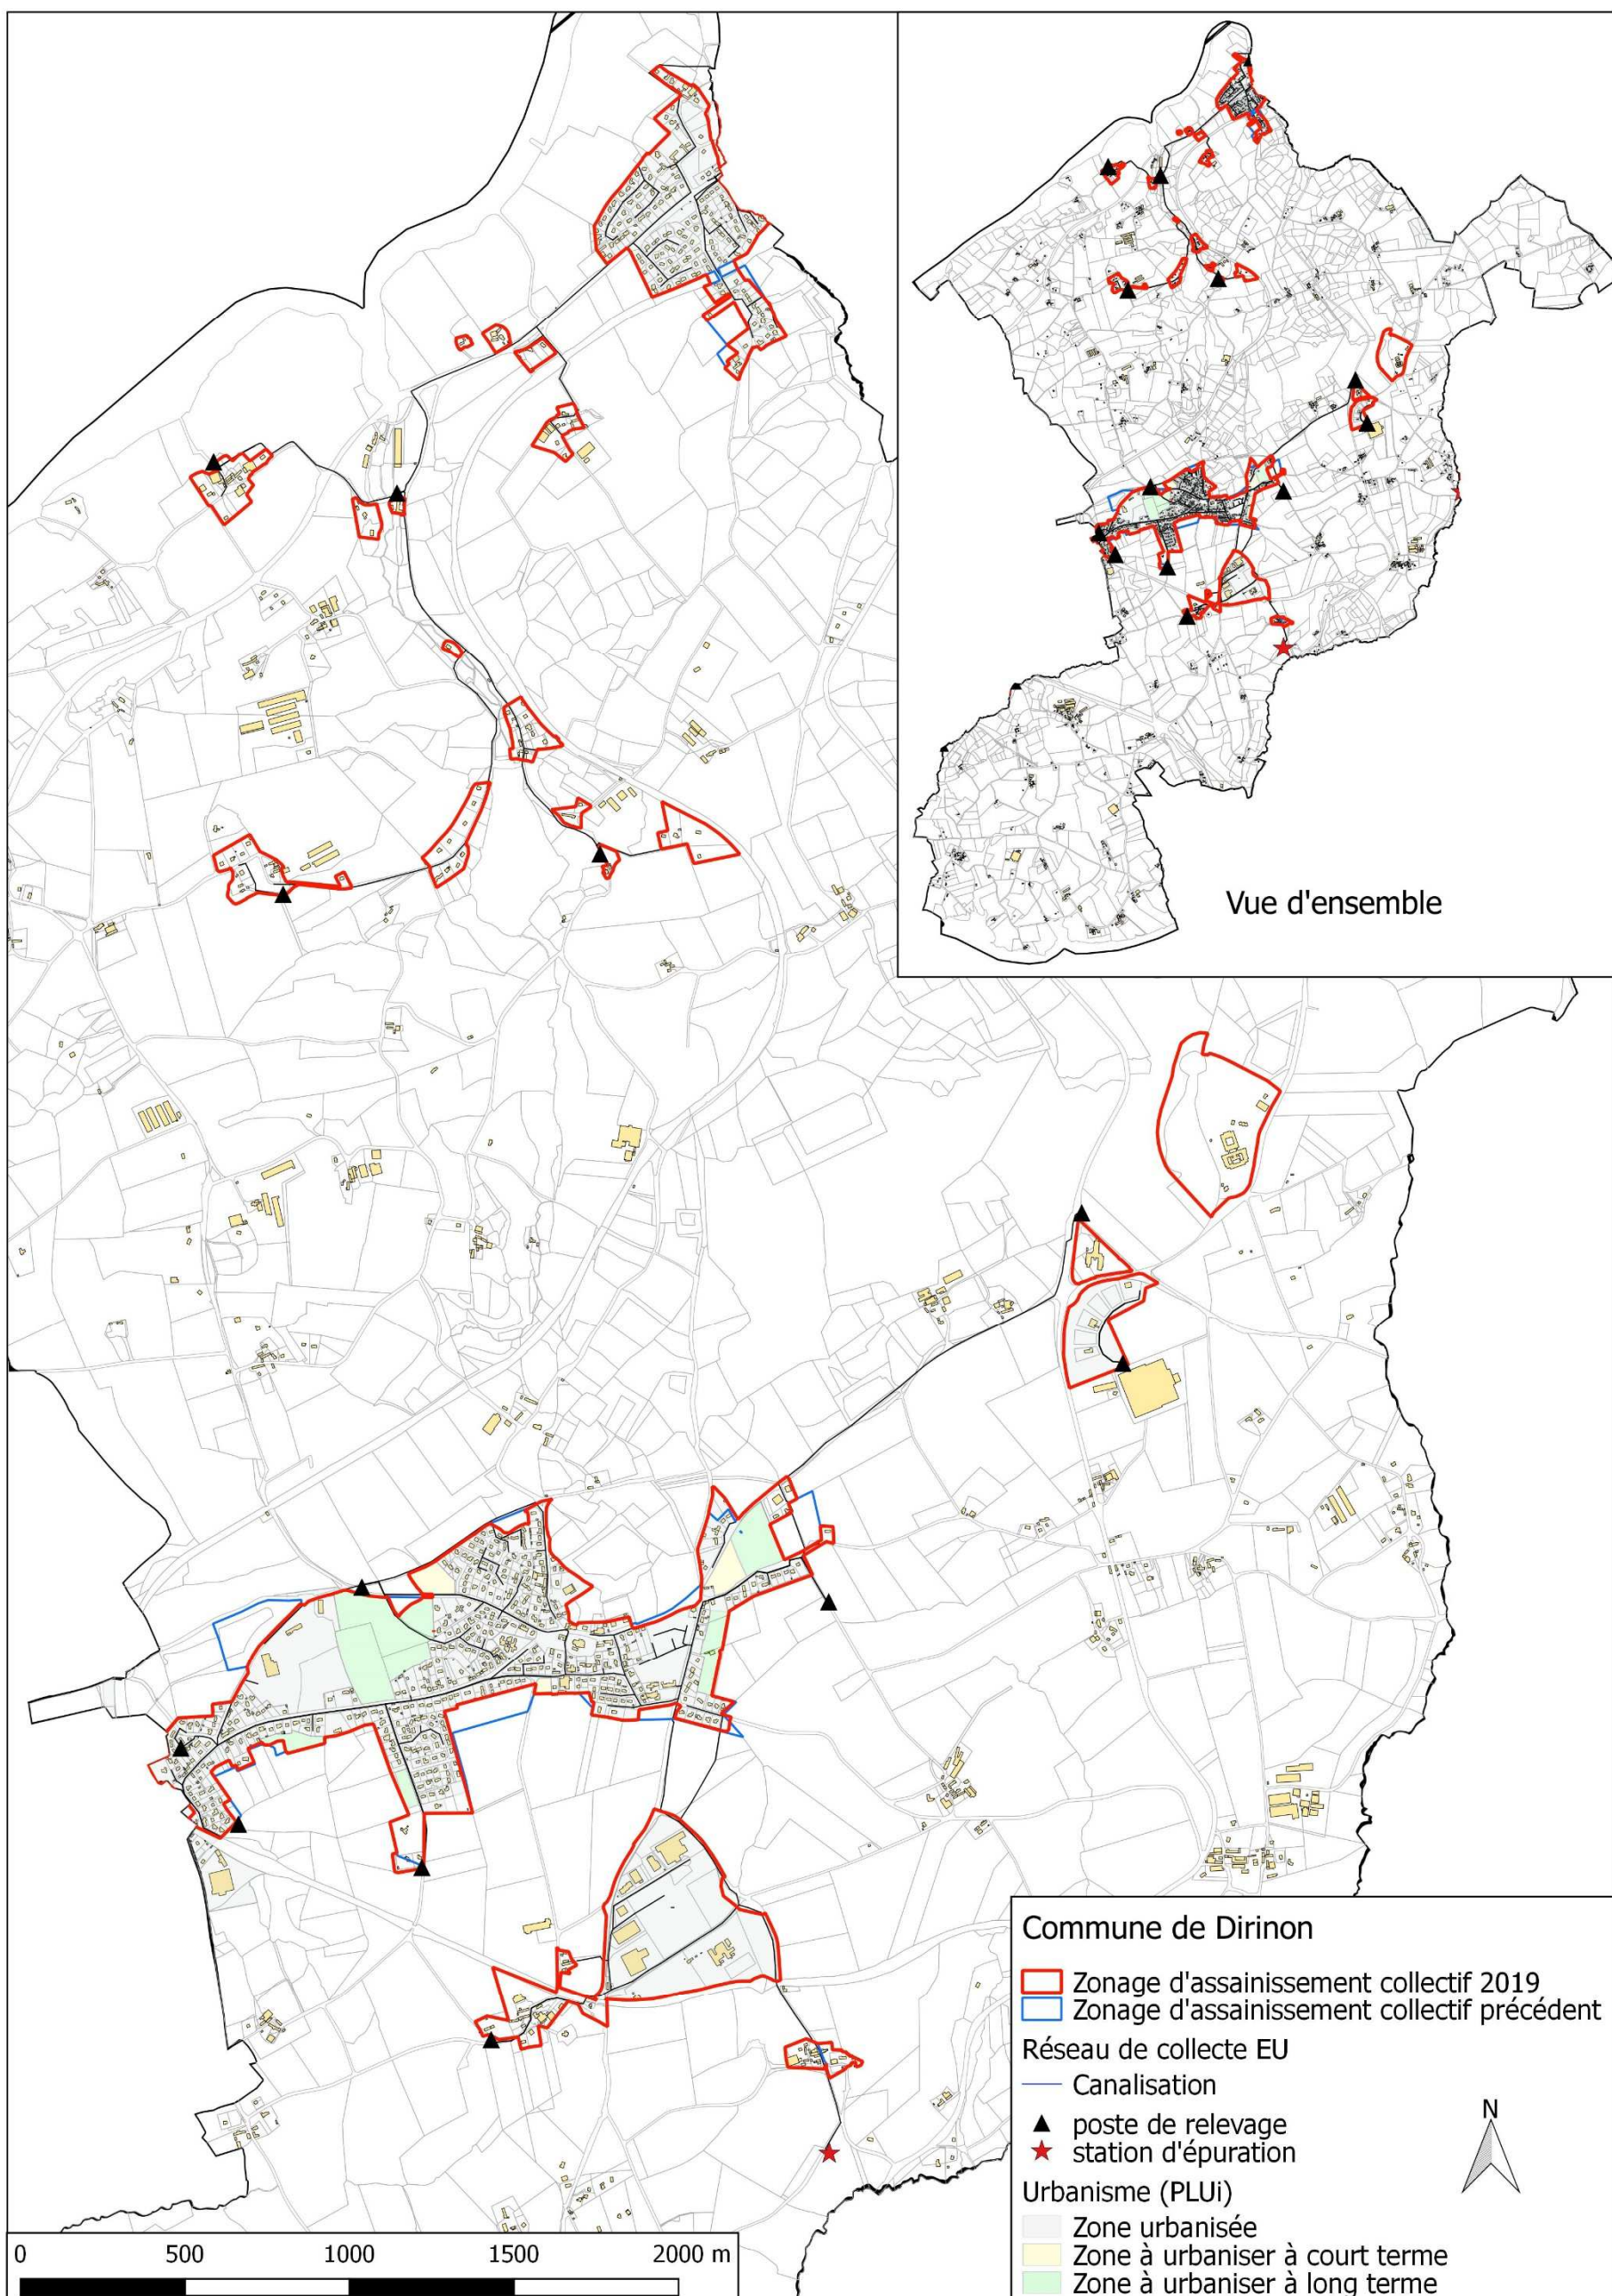 Vue d'ensemble
Commune de Dirinon
Zonage d'assainissement collectif 2019
Zonage d'assainissement collectif précédent
Réseau de collecte EU
Canalisation
poste de relevage
station d'épuration
N
Urbanisme (PLUi)
Zone urbanisée
Zone à urbaniser à court terme
Zone à urbaniser à long terme
0 500 1000 1500 2000 m